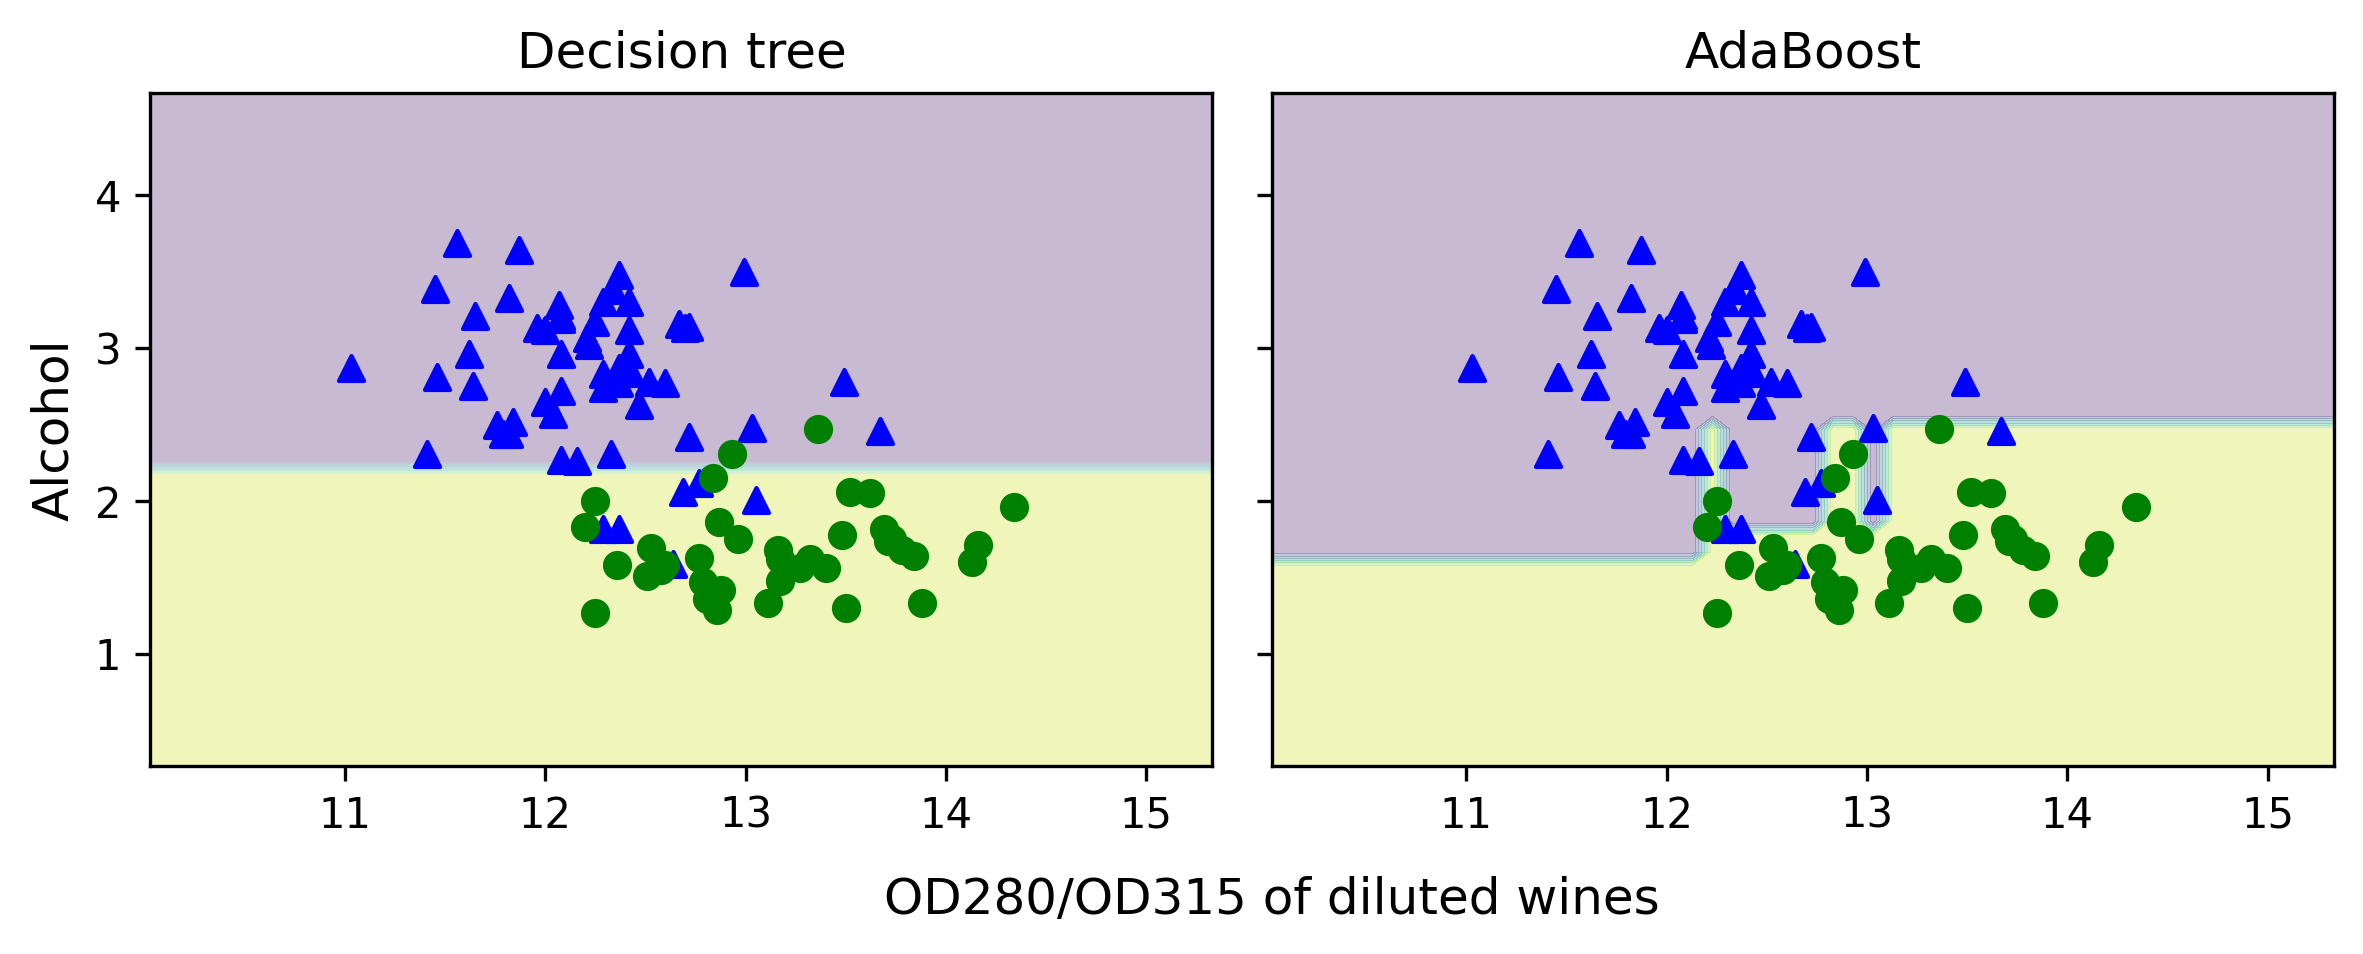 Decision tree
AdaBoost
Alcohol
4
3
2
1
11 12 13 14 15
11 12 13 14 15
OD280/OD315 of diluted wines